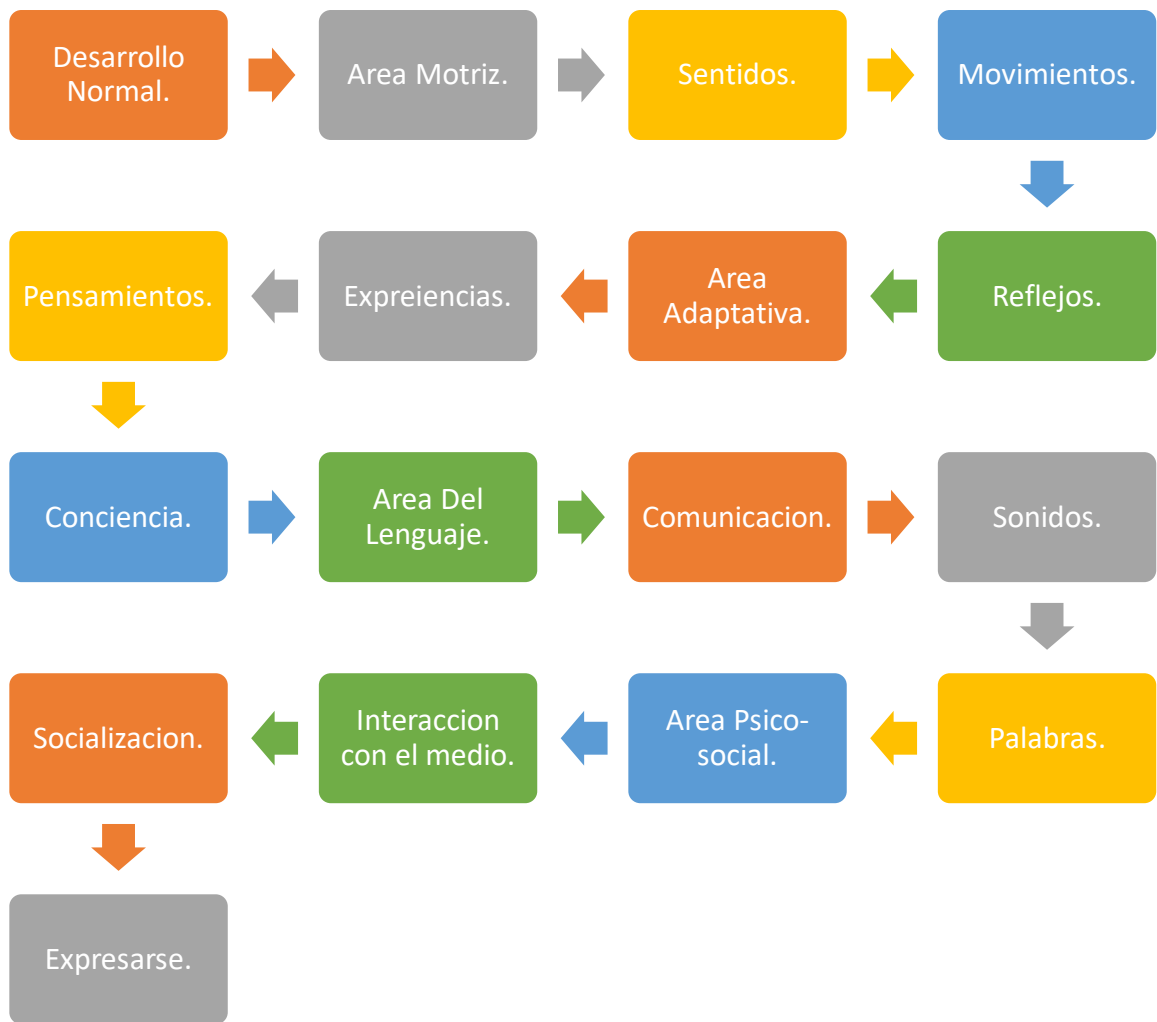 Desarrollo
Normal.
Area Motriz.
Sentidos.
Movimientos.
Reflejos.
Area
Adaptativa.
Expreiencias.
Pensamientos.
Conciencia.
Area Del
Lenguaje.
Comunicacion.
Sonidos.
Palabras.
Area Psico-
social.
Interaccion
con el medio.
Socializacion.
Expresarse.